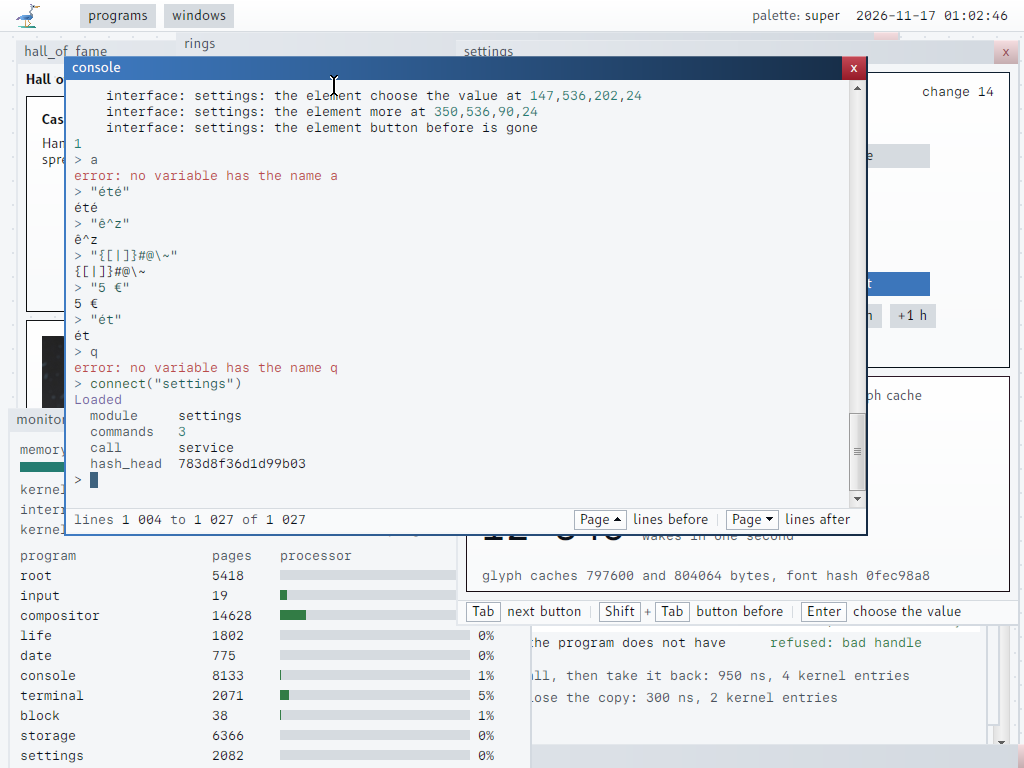 programs windows palette: super 2026-11-17 01:02:46
hall_of_fame rings settings x
Hall o
Cas
Har
spre
console x
interface: settings: the element choose the value at 147,536,202,24
interface: settings: the element more at 350,536,90,24
interface: settings: the element button before is gone
1
> a
error: no variable has the name a
> "été"
été
> "ê^z"
ê^z
> "{[|]}#@\~"
{[|]}#@\~
> "5 €"
5 €
> "ét"
ét
> q
error: no variable has the name q
> connect("settings")
Loaded
module settings
commands 3
call service
hash_head 783d8f36d1d99b03
>
lines 1 004 to 1 027 of 1 027 Page lines before Page lines after
change 14
+1 h
ph cache
wakes in one second
glyph caches 797600 and 804064 bytes, font hash 0fec98a8
Tab next button Shift + Tab button before Enter choose the value
monitor
memory
kernel
inter
kernel
program pages processor
root 5418
input 19
compositor 14628
life 1802 0%
date 775 0%
console 8133 1%
terminal 2071 5%
block 38 1%
storage 6366 0%
settings 2082 0%
the program does not have refused: bad handle
all, then take it back: 950 ns, 4 kernel entries
lose the copy: 300 ns, 2 kernel entries